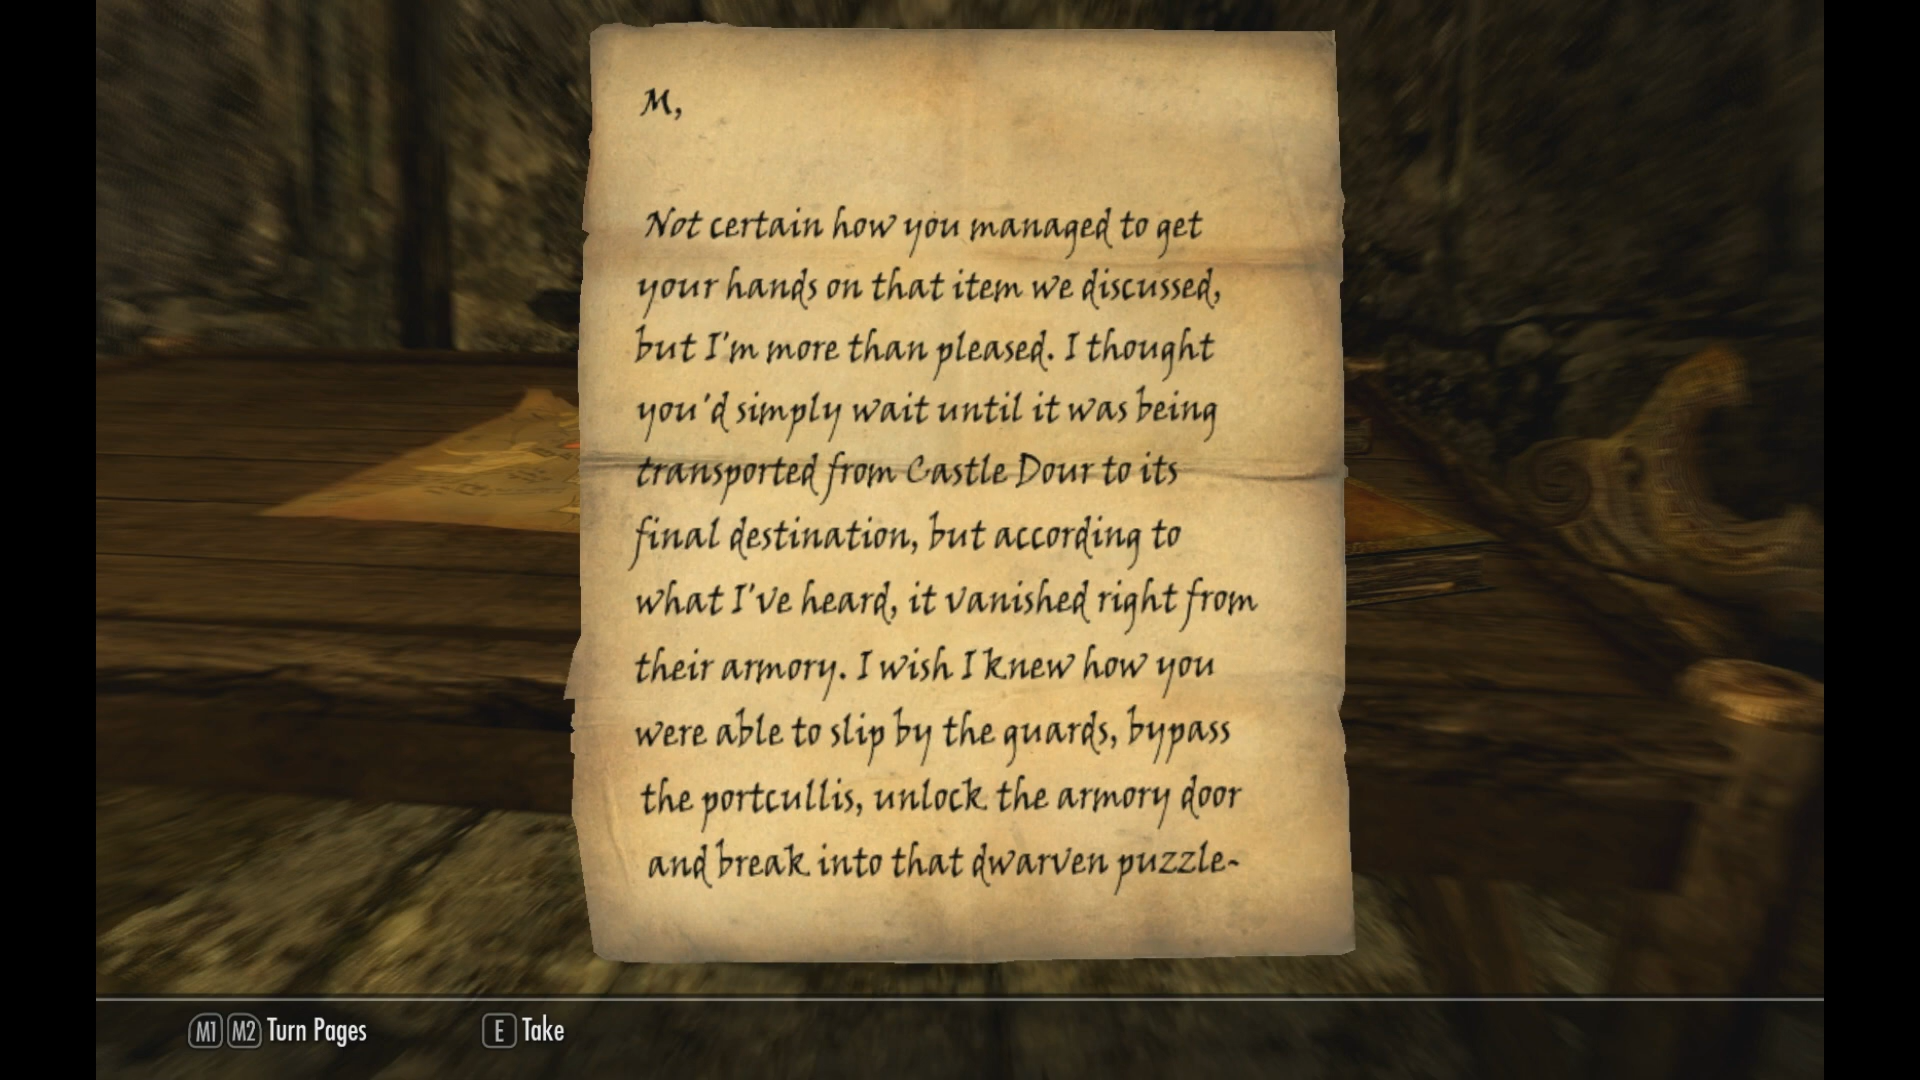 M,
Not certain how you managed to get
your hands on that item we discussed,
but I'm more than pleased. I thought
you'd simply wait until it was being
transported from Castle Dour to its
final destination, but according to
what I've heard, it vanished right from
their armory. I wish I knew how you
were able to slip by the guards, bypass
the portcullis, unlock the armory door
and break into that dwarven puzzle-
M1 M2 Turn Pages E Take